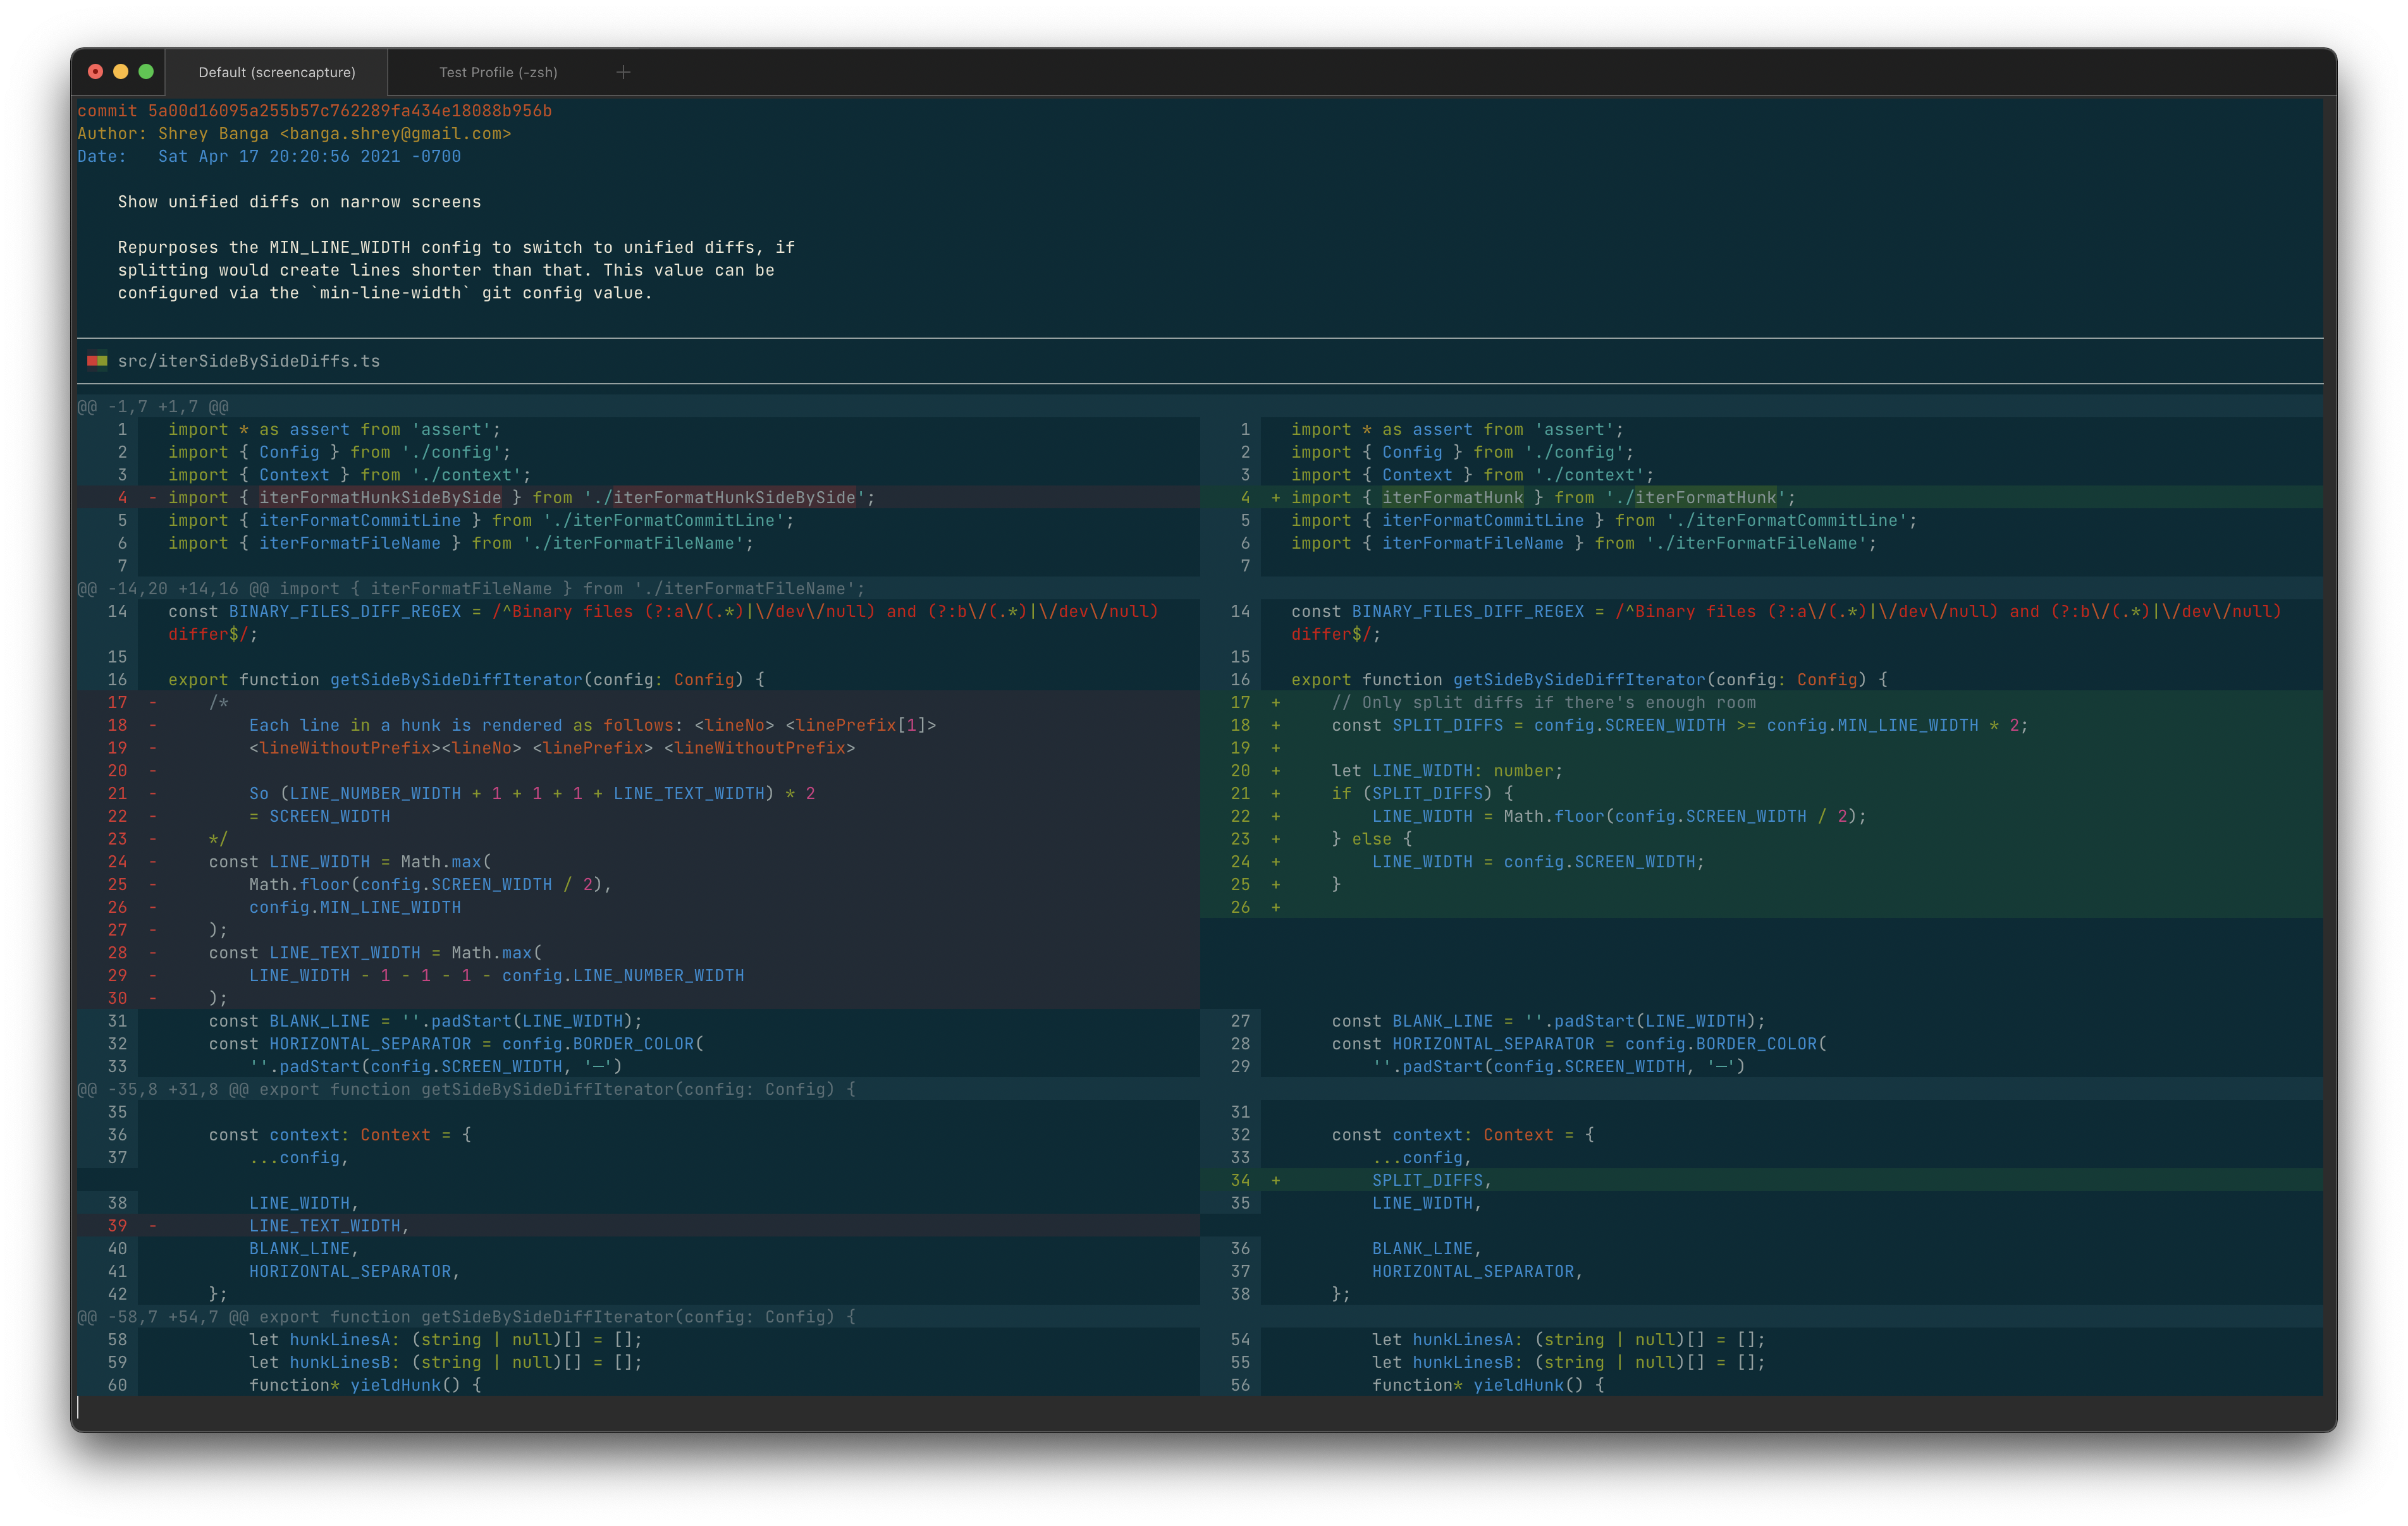 Default (screencapture) Test Profile (-zsh) +
commit 5a00d16095a255b57c762289fa434e18088b956b
Author: Shrey Banga <banga.shrey@gmail.com>
Date:   Sat Apr 17 20:20:56 2021 -0700
Show unified diffs on narrow screens
Repurposes the MIN_LINE_WIDTH config to switch to unified diffs, if
splitting would create lines shorter than that. This value can be
configured via the `min-line-width` git config value.
src/iterSideBySideDiffs.ts
@@ -1,7 +1,7 @@
1 import * as assert from 'assert'; 1 import * as assert from 'assert';
2 import { Config } from './config'; 2 import { Config } from './config';
3 import { Context } from './context'; 3 import { Context } from './context';
4 - import { iterFormatHunkSideBySide } from './iterFormatHunkSideBySide'; 4 + import { iterFormatHunk } from './iterFormatHunk';
5 import { iterFormatCommitLine } from './iterFormatCommitLine'; 5 import { iterFormatCommitLine } from './iterFormatCommitLine';
6 import { iterFormatFileName } from './iterFormatFileName'; 6 import { iterFormatFileName } from './iterFormatFileName';
7 7
@@ -14,20 +14,16 @@ import { iterFormatFileName } from './iterFormatFileName';
14 const BINARY_FILES_DIFF_REGEX = /^Binary files (?:a\/(.*)|\/dev\/null) and (?:b\/(.*)|\/dev\/null) 14 const BINARY_FILES_DIFF_REGEX = /^Binary files (?:a\/(.*)|\/dev\/null) and (?:b\/(.*)|\/dev\/null)
differ$/; differ$/;
15 15
16 export function getSideBySideDiffIterator(config: Config) { 16 export function getSideBySideDiffIterator(config: Config) {
17 - /* 17 + // Only split diffs if there's enough room
18 - Each line in a hunk is rendered as follows: <lineNo> <linePrefix[1]> 18 + const SPLIT_DIFFS = config.SCREEN_WIDTH >= config.MIN_LINE_WIDTH * 2;
19 - <lineWithoutPrefix><lineNo> <linePrefix> <lineWithoutPrefix> 19 +
20 - 20 + let LINE_WIDTH: number;
21 - So (LINE_NUMBER_WIDTH + 1 + 1 + 1 + LINE_TEXT_WIDTH) * 2 21 + if (SPLIT_DIFFS) {
22 - = SCREEN_WIDTH 22 + LINE_WIDTH = Math.floor(config.SCREEN_WIDTH / 2);
23 - */ 23 + } else {
24 - const LINE_WIDTH = Math.max( 24 + LINE_WIDTH = config.SCREEN_WIDTH;
25 - Math.floor(config.SCREEN_WIDTH / 2), 25 + }
26 - config.MIN_LINE_WIDTH 26 +
27 - );
28 - const LINE_TEXT_WIDTH = Math.max(
29 - LINE_WIDTH - 1 - 1 - 1 - config.LINE_NUMBER_WIDTH
30 - );
31 const BLANK_LINE = ''.padStart(LINE_WIDTH); 27 const BLANK_LINE = ''.padStart(LINE_WIDTH);
32 const HORIZONTAL_SEPARATOR = config.BORDER_COLOR( 28 const HORIZONTAL_SEPARATOR = config.BORDER_COLOR(
33 ''.padStart(config.SCREEN_WIDTH, '─') 29 ''.padStart(config.SCREEN_WIDTH, '─')
@@ -35,8 +31,8 @@ export function getSideBySideDiffIterator(config: Config) {
35 31
36 const context: Context = { 32 const context: Context = {
37 ...config, 33 ...config,
34 + SPLIT_DIFFS,
38 LINE_WIDTH, 35 LINE_WIDTH,
39 - LINE_TEXT_WIDTH,
40 BLANK_LINE, 36 BLANK_LINE,
41 HORIZONTAL_SEPARATOR, 37 HORIZONTAL_SEPARATOR,
42 }; 38 };
@@ -58,7 +54,7 @@ export function getSideBySideDiffIterator(config: Config) {
58 let hunkLinesA: (string | null)[] = []; 54 let hunkLinesA: (string | null)[] = [];
59 let hunkLinesB: (string | null)[] = []; 55 let hunkLinesB: (string | null)[] = [];
60 function* yieldHunk() { 56 function* yieldHunk() {